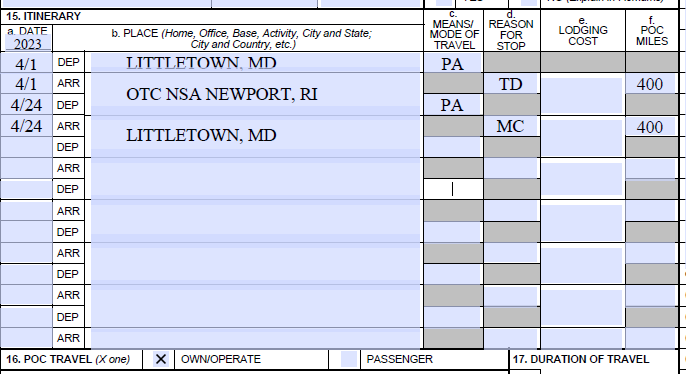 15. ITINERARY
a. DATE
2023
b. PLACE (Home, Office, Base, Activity, City and State;
City and Country, etc.)
c.
MEANS/
MODE OF
TRAVEL
d.
REASON
FOR
STOP
e.
LODGING
COST
f.
POC
MILES
4/1 DEP LITTLETOWN, MD PA
4/1 ARR TD 400
OTC NSA NEWPORT, RI
4/24 DEP PA
4/24 ARR MC 400
LITTLETOWN, MD
DEP
ARR
DEP
ARR
DEP
ARR
DEP
ARR
DEP
ARR
16. POC TRAVEL (X one) X OWN/OPERATE PASSENGER 17. DURATION OF TRAVEL